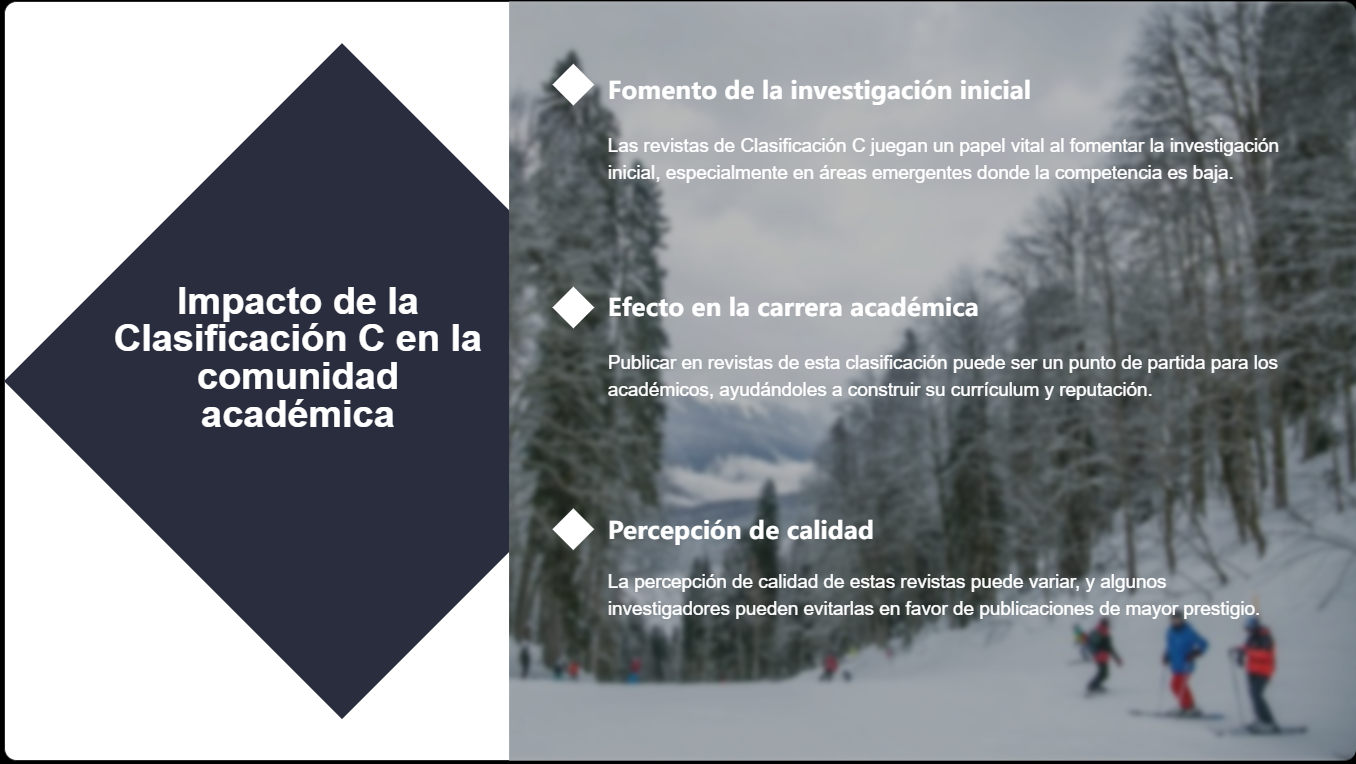 Impacto de la
Clasificación C en la
comunidad
académica
Fomento de la investigación inicial
Las revistas de Clasificación C juegan un papel vital al fomentar la investigación
inicial, especialmente en áreas emergentes donde la competencia es baja.
Efecto en la carrera académica
Publicar en revistas de esta clasificación puede ser un punto de partida para los
académicos, ayudándoles a construir su currículum y reputación.
Percepción de calidad
La percepción de calidad de estas revistas puede variar, y algunos
investigadores pueden evitarlas en favor de publicaciones de mayor prestigio.